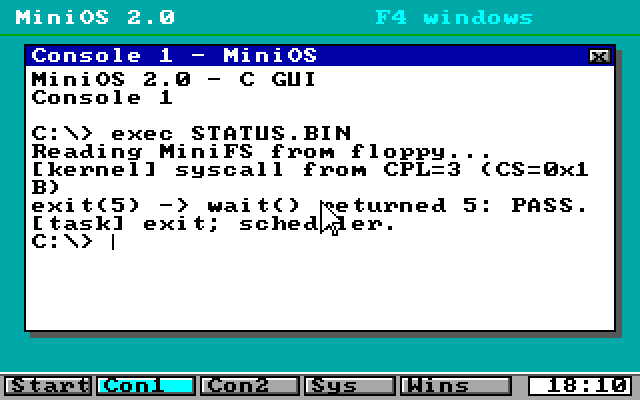 MiniOS 2.0 F4 windows
Console 1 - MiniOS
MiniOS 2.0 - C GUI
Console 1
C:\> exec STATUS.BIN
Reading MiniFS from floppy...
[kernel] syscall from CPL=3 (CS=0x1
B)
exit(5) -> wait() returned 5: PASS.
[task] exit; scheduler.
C:\>
Start Con1 Con2 Sys Wins 18:10